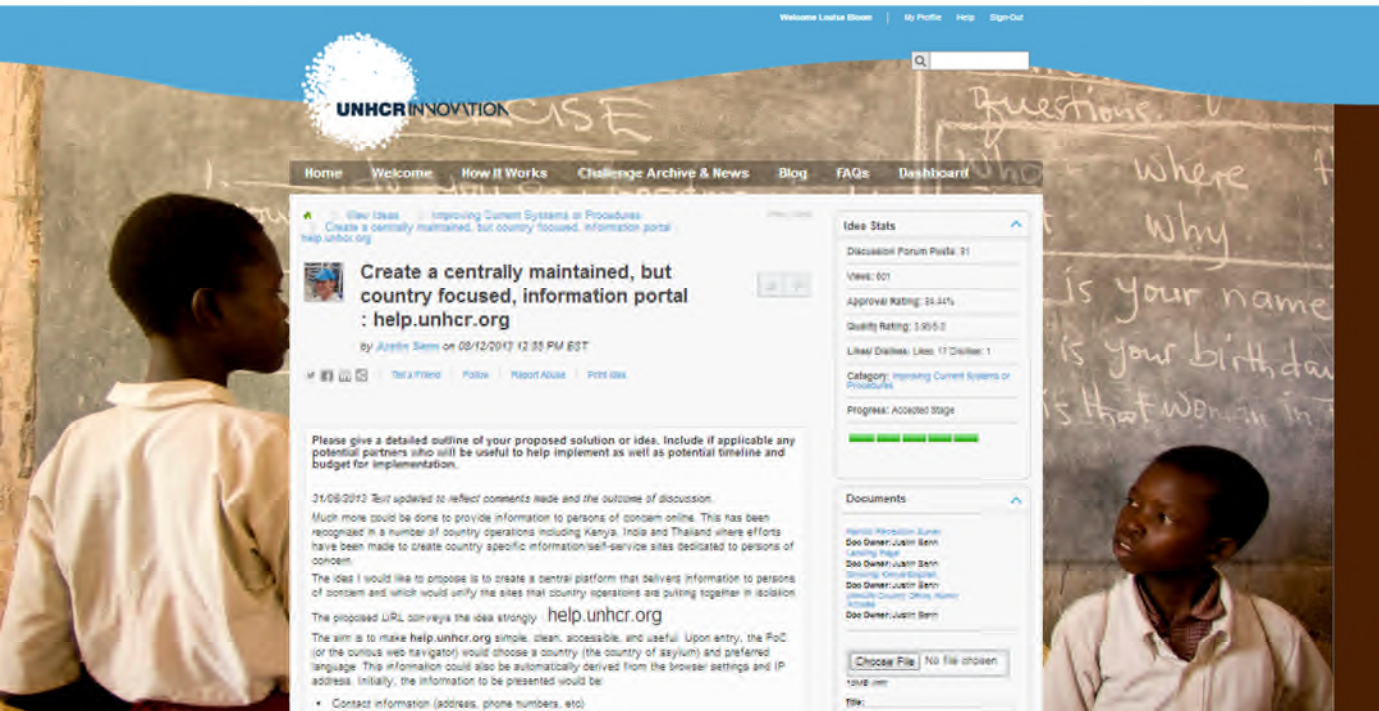 Welcome Louise Bloom | My Profile Help Sign-Out
UNHCR INNOVATION
EXERCISE
Questions.
Who where
Why
is your name
is your birthday
is that woman in
Home Welcome How It Works Challenge Archive & News Blog FAQs Dashboard
View Ideas Improving Current Systems or Procedures
Create a centally maintained, but country focused, information portal
help.unhcr.org
Create a centrally maintained, but
country focused, information portal
: help.unhcr.org
by Justin Senn on 08/12/2013 12:35 PM EST
Tell a Friend Follow Report Abuse Print Idea
Please give a detailed outline of your proposed solution or idea. Include if applicable any
potential partners who will be useful to help implement as well as potential timeline and
budget for implementation.
31/08/2013 Text updated to reflect comments made and the outcome of discussion.
Much more could be done to provide information to persons of concern online. This has been
recognized in a number of country operations including Kenya, India and Thailand where efforts
have been made to create country specific information/self-service sites dedicated to persons of
concern.
The idea I would like to propose is to create a central platform that delivers information to persons
of concern and which would unify the sites that country operations are putting together in isolation.
The proposed URL conveys the idea strongly : help.unhcr.org
The aim is to make help.unhcr.org simple, clean, accessible, and useful. Upon entry, the PoC
(or the curious web navigator) would choose a country (the country of asylum) and preferred
language. This information could also be automatically derived from the browser settings and IP
address. Initially, the information to be presented would be:
• Contact information (address, phone numbers, etc)
Idea Stats
Discussion Forum Posts: 31
Views: 601
Approval Rating: 94.44%
Quality Rating: 3.95/5.0
Likes/ Dislikes: Likes: 17 Dislikes: 1
Category: Improving Current Systems or
Procedures
Progress: Accepted Stage
Documents
Doc Owner: Justin Senn
Landing Page
Doc Owner: Justin Senn
Doc Owner: Justin Senn
Doc Owner: Justin Senn
Choose File No file chosen
10MB limit
Title: